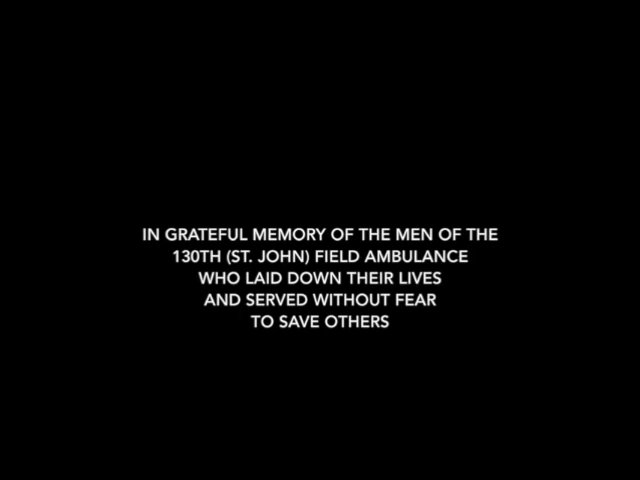 IN GRATEFUL MEMORY OF THE MEN OF THE
130TH (ST. JOHN) FIELD AMBULANCE
WHO LAID DOWN THEIR LIVES
AND SERVED WITHOUT FEAR
TO SAVE OTHERS